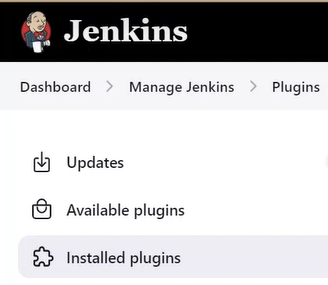 Jenkins
Dashboard > Manage Jenkins > Plugins
Updates
Available plugins
Installed plugins